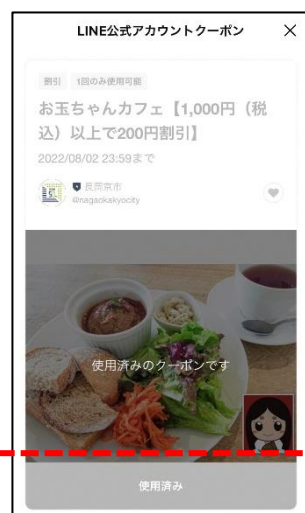 LINE公式アカウントクーポン
割引 1回のみ使用可能
お玉ちゃんカフェ【1,000円（税
込）以上で200円割引】
2022/08/02 23:59まで
長岡京市
@nagaokakyocity
使用済みのクーポンです
使用済み